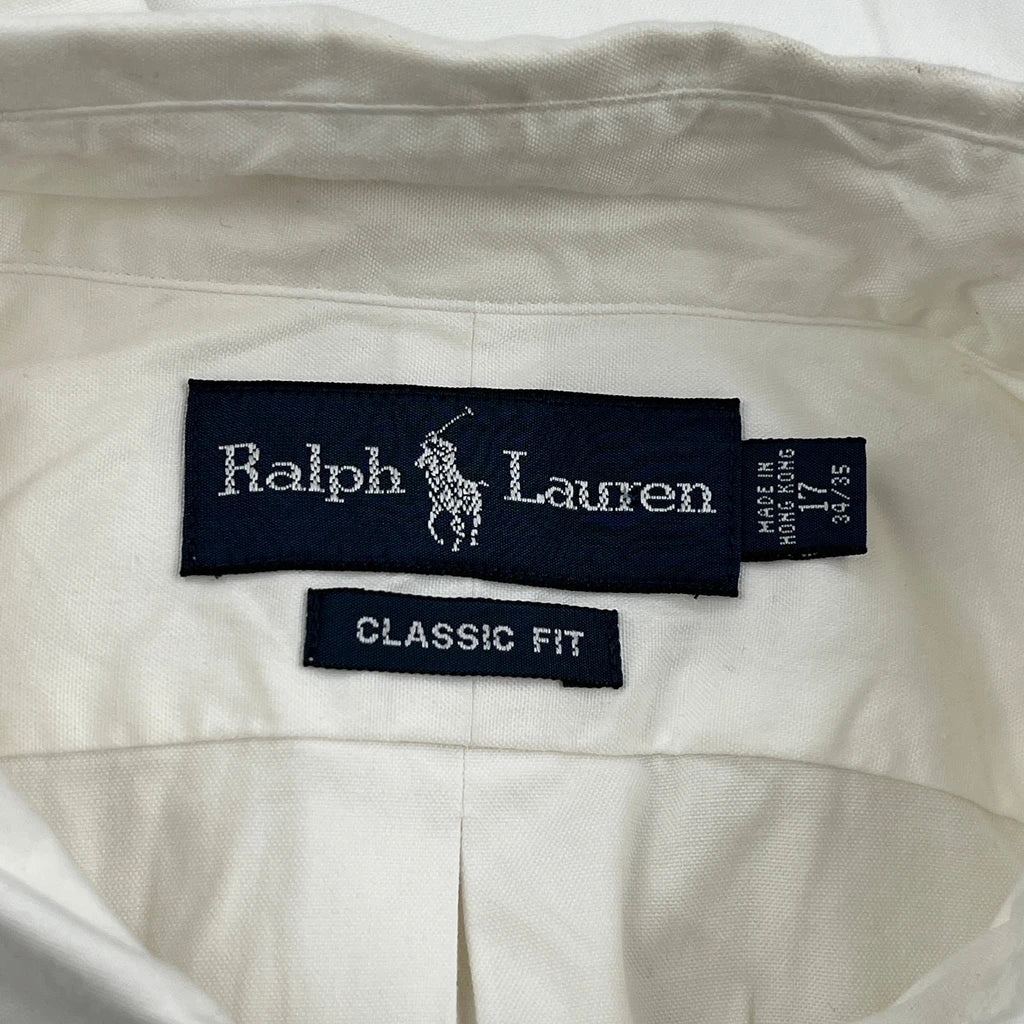 Ralph Lauren
MADE IN
HONG KONG
17
34/35
CLASSIC FIT